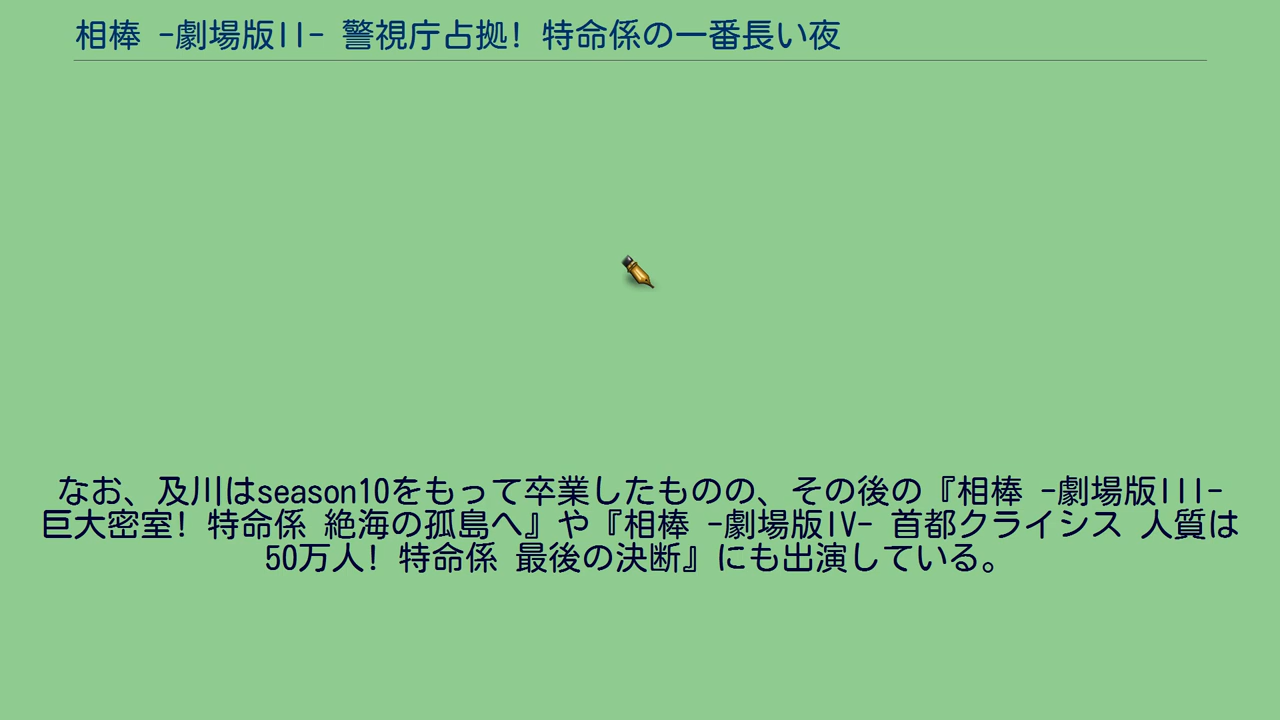 相棒 -劇場版II- 警視庁占拠! 特命係の一番長い夜
なお、及川はseason10をもって卒業したものの、その後の『相棒 -劇場版III-
巨大密室! 特命係 絶海の孤島へ』や『相棒 -劇場版IV- 首都クライシス 人質は
50万人! 特命係 最後の決断』にも出演している。